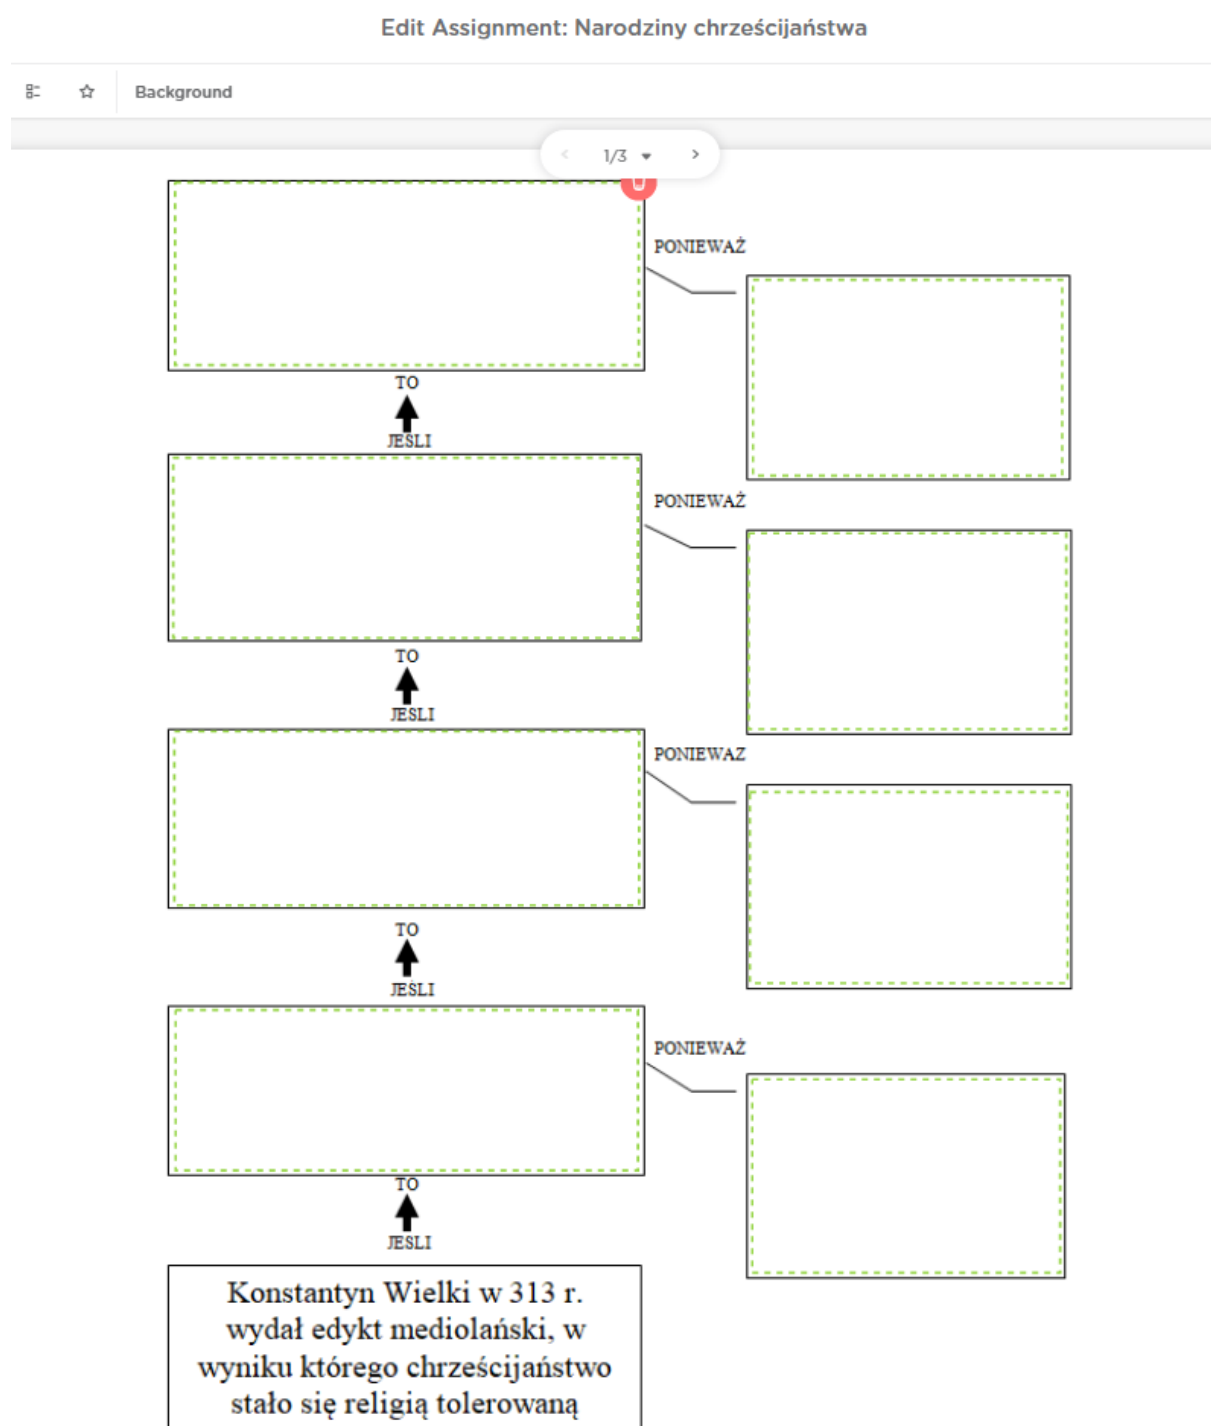 Edit Assignment: Narodziny chrześcijaństwa
Background
1/3
PONIEWAŻ
TO
JEŚLI
PONIEWAŻ
TO
JEŚLI
PONIEWAŻ
TO
JEŚLI
PONIEWAŻ
TO
JEŚLI
Konstantyn Wielki w 313 r.
wydał edykt mediolański, w
wyniku którego chrześcijaństwo
stało się religią tolerowaną